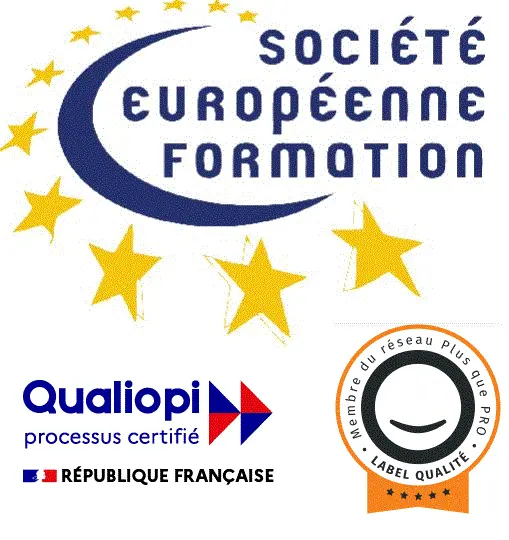 SOCIÉTÉ
EUROPÉENNE
FORMATION
Qualiopi
processus certifié
RÉPUBLIQUE FRANÇAISE
Membre du réseau Plus que PRO
• LABEL QUALITÉ •